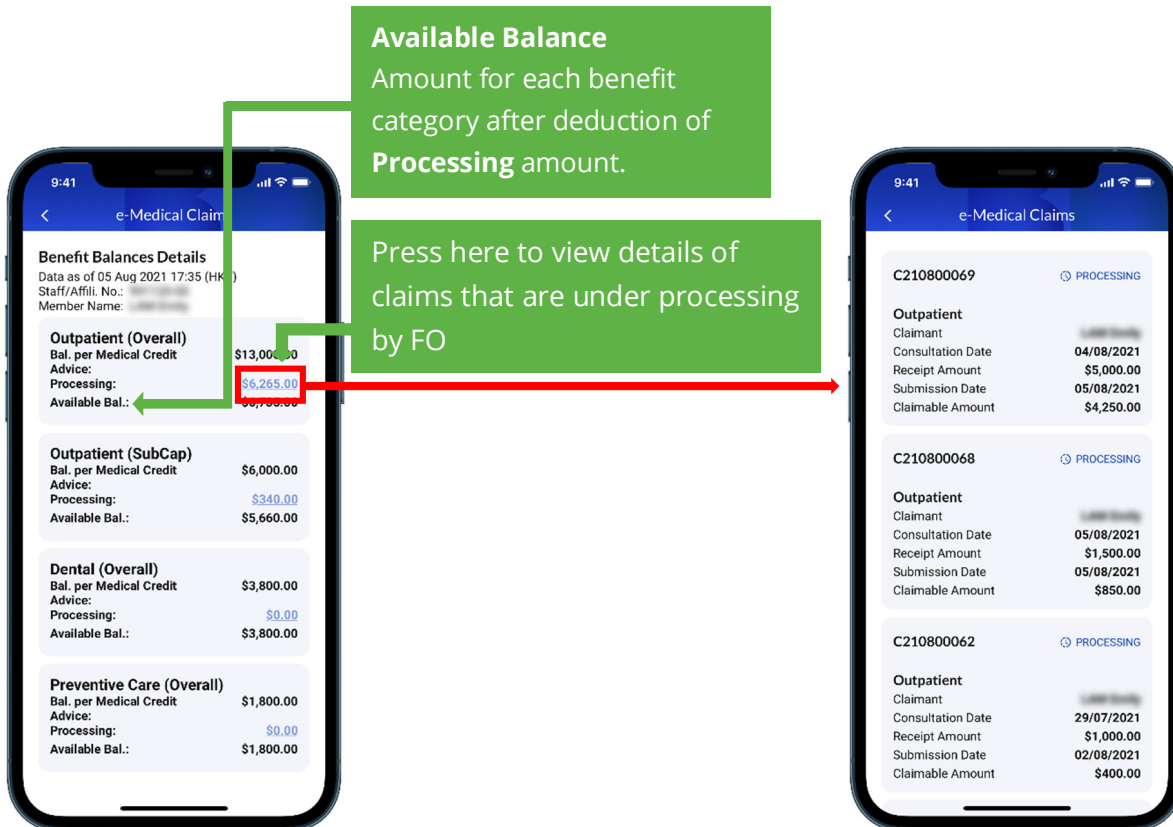 Available Balance
Amount for each benefit
category after deduction of
Processing amount.
Press here to view details of
claims that are under processing
by FO
9:41
e-Medical Claim
Benefit Balances Details
Data as of 05 Aug 2021 17:35 (HK )
Staff/Affili. No.:
Member Name:
Outpatient (Overall)
Bal. per Medical Credit $13,000.00
Advice:
Processing: $6,265.00
Available Bal.:
Outpatient (SubCap)
Bal. per Medical Credit $6,000.00
Advice:
Processing: $340.00
Available Bal.: $5,660.00
Dental (Overall)
Bal. per Medical Credit $3,800.00
Advice:
Processing: $0.00
Available Bal.: $3,800.00
Preventive Care (Overall)
Bal. per Medical Credit $1,800.00
Advice:
Processing: $0.00
Available Bal.: $1,800.00
9:41
e-Medical Claims
C210800069 PROCESSING
Outpatient
Claimant
Consultation Date 04/08/2021
Receipt Amount $5,000.00
Submission Date 05/08/2021
Claimable Amount $4,250.00
C210800068 PROCESSING
Outpatient
Claimant
Consultation Date 05/08/2021
Receipt Amount $1,500.00
Submission Date 05/08/2021
Claimable Amount $850.00
C210800062 PROCESSING
Outpatient
Claimant
Consultation Date 29/07/2021
Receipt Amount $1,000.00
Submission Date 02/08/2021
Claimable Amount $400.00